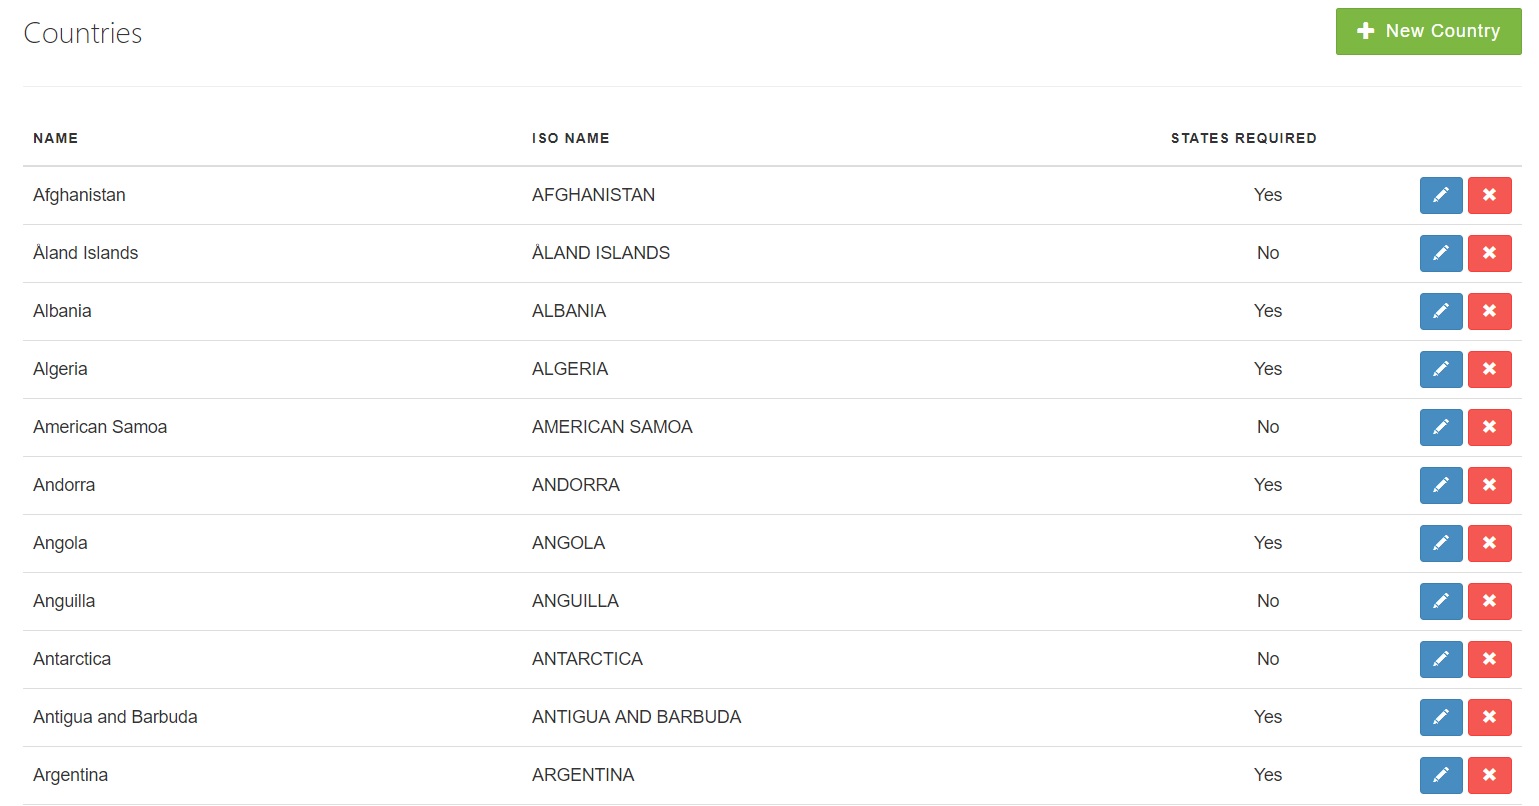 Countries
New Country
NAME ISO NAME STATES REQUIRED
Afghanistan AFGHANISTAN Yes
Åland Islands ÅLAND ISLANDS No
Albania ALBANIA Yes
Algeria ALGERIA Yes
American Samoa AMERICAN SAMOA No
Andorra ANDORRA Yes
Angola ANGOLA Yes
Anguilla ANGUILLA No
Antarctica ANTARCTICA No
Antigua and Barbuda ANTIGUA AND BARBUDA Yes
Argentina ARGENTINA Yes